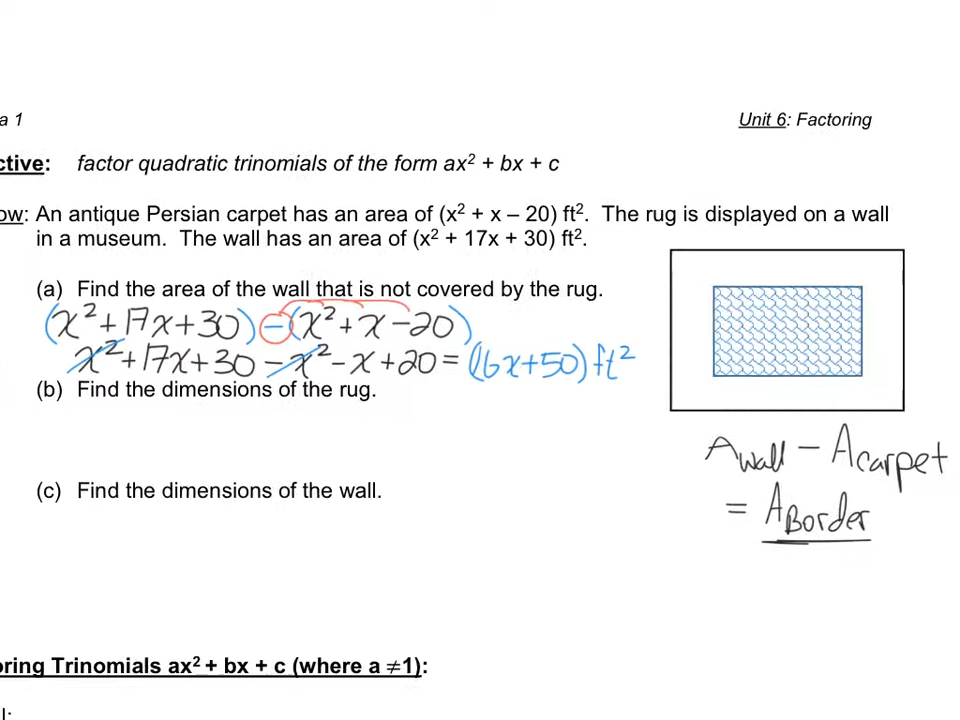 a 1
Unit 6: Factoring
ctive: factor quadratic trinomials of the form ax² + bx + c
ow: An antique Persian carpet has an area of (x² + x – 20) ft². The rug is displayed on a wall
in a museum. The wall has an area of (x² + 17x + 30) ft².
(a) Find the area of the wall that is not covered by the rug.
(x²+17x+30)-(x²+x-20)
x²+17x+30-x²-x+20=(16x+50)ft²
(b) Find the dimensions of the rug.
A wall - A carpet
= A Border
(c) Find the dimensions of the wall.
oring Trinomials ax² + bx + c (where a ≠1):
l: